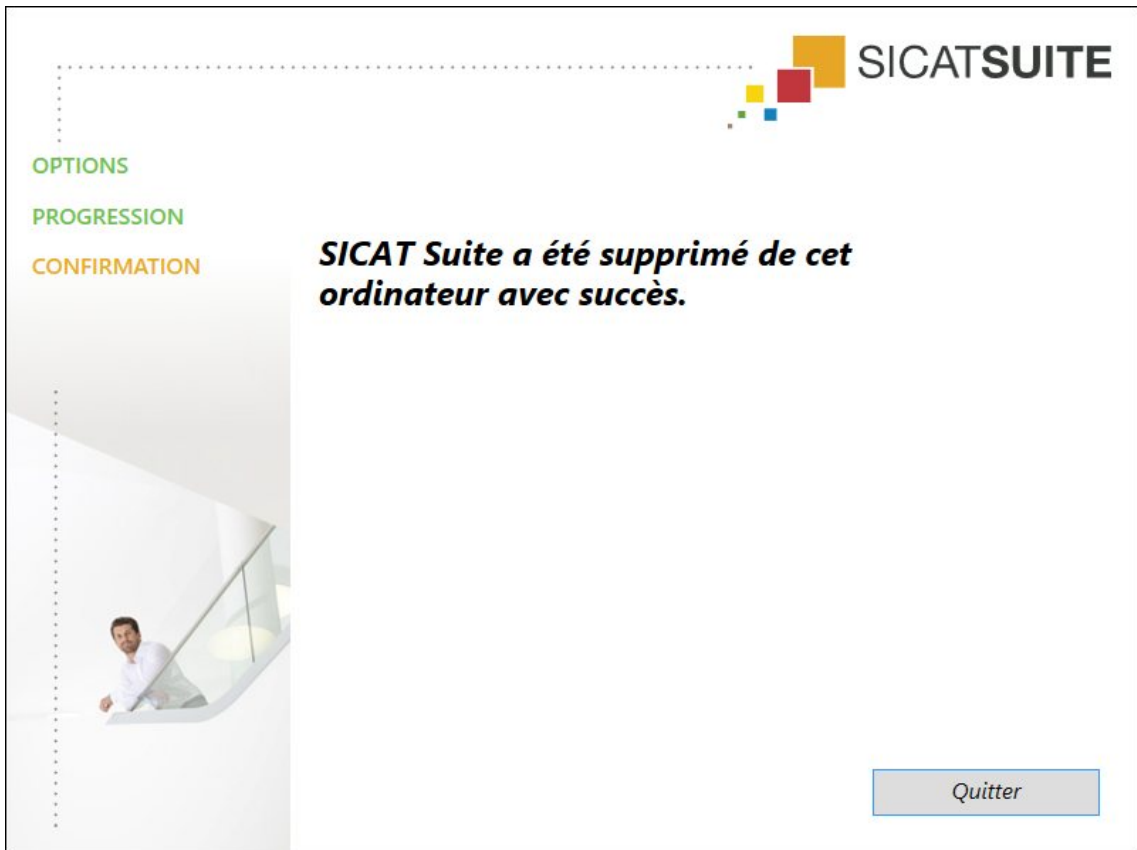 SICATSUITE
OPTIONS
PROGRESSION
CONFIRMATION
SICAT Suite a été supprimé de cet
ordinateur avec succès.
Quitter